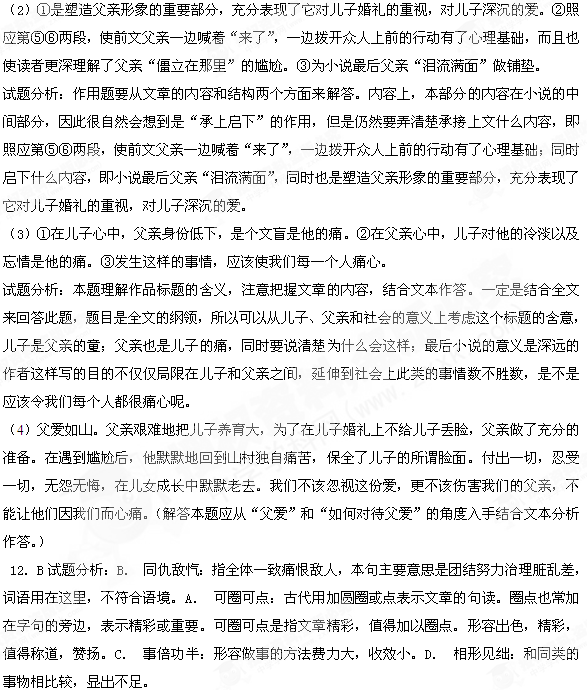 （2）①是塑造父亲形象的重要部分，充分表现了它对儿子婚礼的重视，对儿子深沉的爱。②照
应第⑤⑥两段，使前文父亲一边喊着“来了”，一边拨开众人上前的行动有了心理基础，而且也
使读者更深理解了父亲“僵立在那里”的尴尬。③为小说最后父亲“泪流满面”做铺垫。
试题分析：作用题要从文章的内容和结构两个方面来解答。内容上，本部分的内容在小说的中
间部分，因此很自然会想到是“承上启下”的作用，但是仍然要弄清楚承接上文什么内容，即
照应第⑤⑥两段，使前文父亲一边喊着“来了”，一边拨开众人上前的行动有了心理基础；同时
启下什么内容，即小说最后父亲“泪流满面”，同时也是塑造父亲形象的重要部分，充分表现了
它对儿子婚礼的重视，对儿子深沉的爱。
（3）①在儿子心中，父亲身份低下，是个文盲是他的痛。②在父亲心中，儿子对他的冷淡以及
忘情是他的痛。③发生这样的事情，应该使我们每一个人痛心。
试题分析：本题理解作品标题的含义，注意把握文章的内容，结合文本作答。一定是结合全文
来回答此题，题目是全文的纲领，所以可以从儿子、父亲和社会的意义上考虑这个标题的含意，
儿子是父亲的童；父亲也是儿子的痛，同时要说清楚为什么会这样；最后小说的意义是深远的
作者这样写的目的不仅仅局限在儿子和父亲之间，延伸到社会上此类的事情数不胜数，是不是
应该令我们每个人都很痛心呢。
（4）父爱如山。父亲艰难地把儿子养育大，为了在儿子婚礼上不给儿子丢脸，父亲做了充分的
准备。在遇到尴尬后，他默默地回到山村独自痛苦，保全了儿子的所谓脸面。付出一切，忍受
一切，无怨无悔，在儿女成长中默默老去。我们不该忽视这份爱，更不该伤害我们的父亲，不
能让他们因我们而心痛。（解答本题应从“父爱”和“如何对待父爱”的角度入手结合文本分析
作答。）
12．B试题分析：B． 同仇敌忾：指全体一致痛恨敌人，本句主要意思是团结努力治理脏乱差，
词语用在这里，不符合语境。A． 可圈可点：古代用加圆圈或点表示文章的句读。圈点也常加
在字句的旁边，表示精彩或重要。可圈可点是指文章精彩，值得加以圈点。形容出色，精彩，
值得称道，赞扬。C． 事倍功半：形容做事的方法费力大，收效小。D． 相形见绌：和同类的
事物相比较，显出不足。